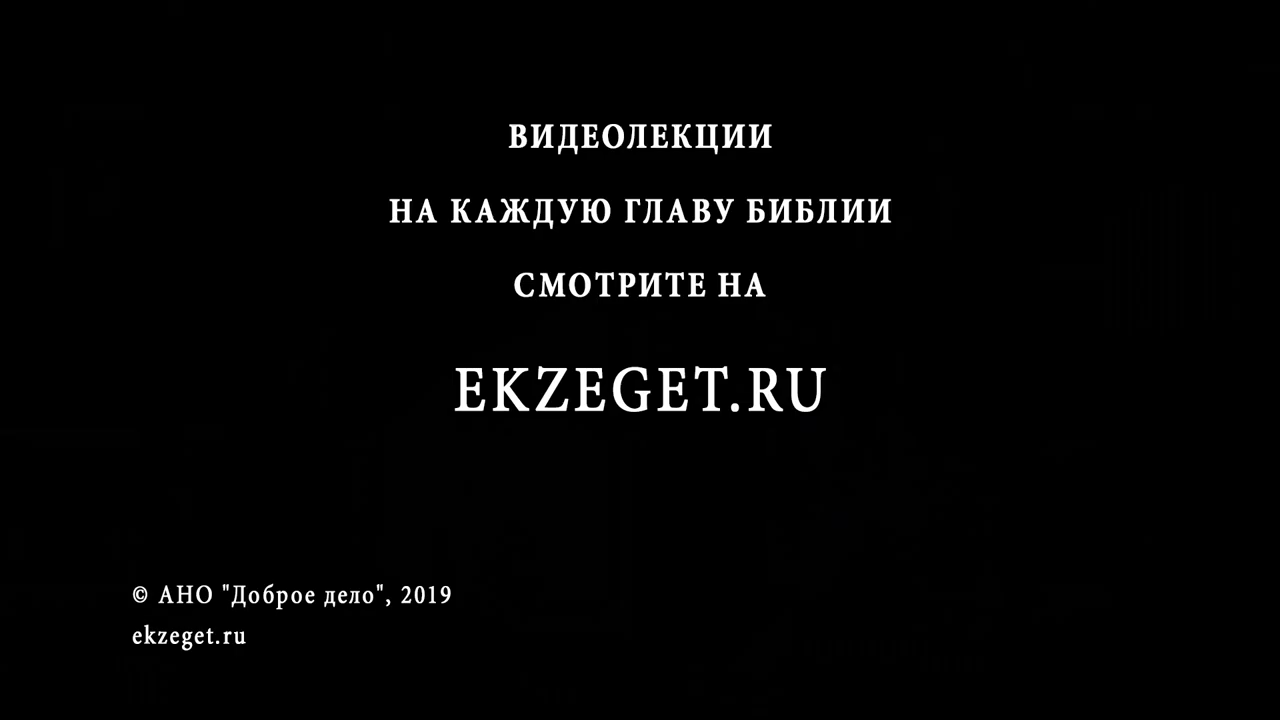 ВИДЕОЛЕКЦИИ
НА КАЖДУЮ ГЛАВУ БИБЛИИ
СМОТРИТЕ НА
EKZEGET.RU
© АНО "Доброе дело", 2019
ekzeget.ru